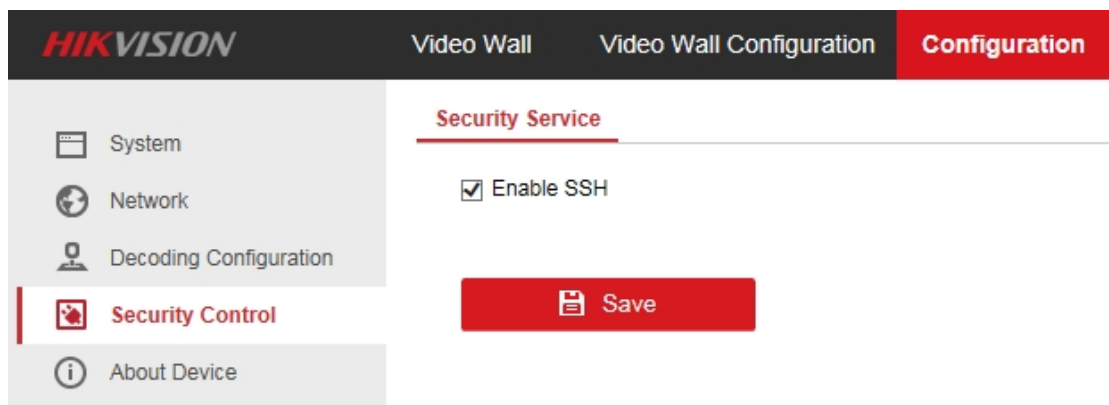 HIKVISION Video Wall Video Wall Configuration Configuration
Security Service
System
Enable SSH
Network
Decoding Configuration
Security Control
Save
About Device